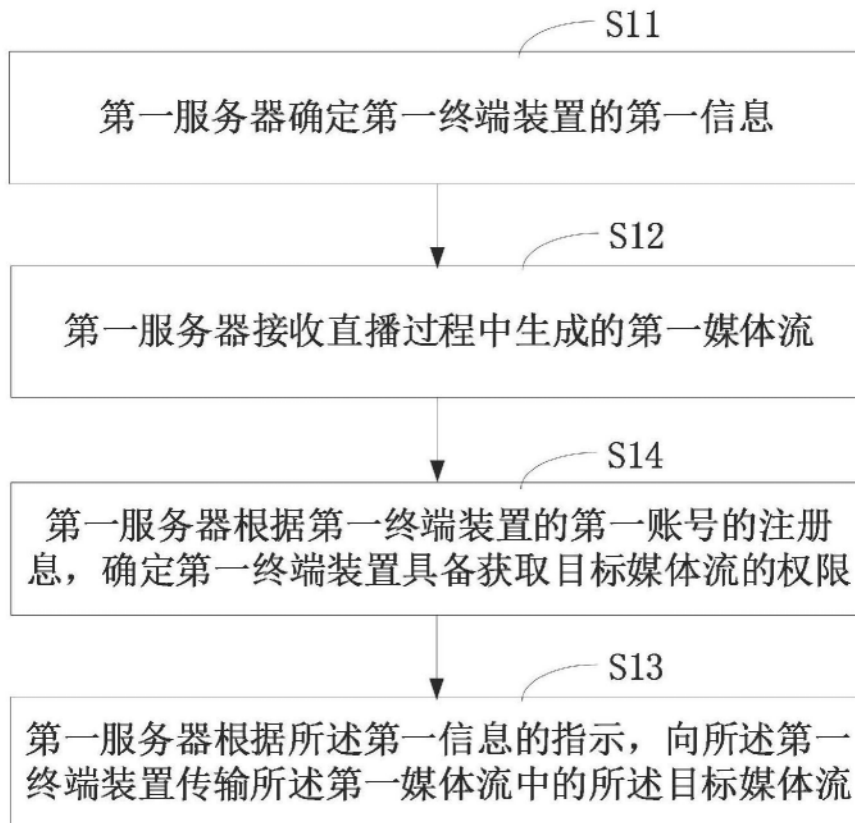 S11
第一服务器确定第一终端装置的第一信息
S12
第一服务器接收直播过程中生成的第一媒体流
S14
第一服务器根据第一终端装置的第一账号的注册
息，确定第一终端装置具备获取目标媒体流的权限
S13
第一服务器根据所述第一信息的指示，向所述第一
终端装置传输所述第一媒体流中的所述目标媒体流